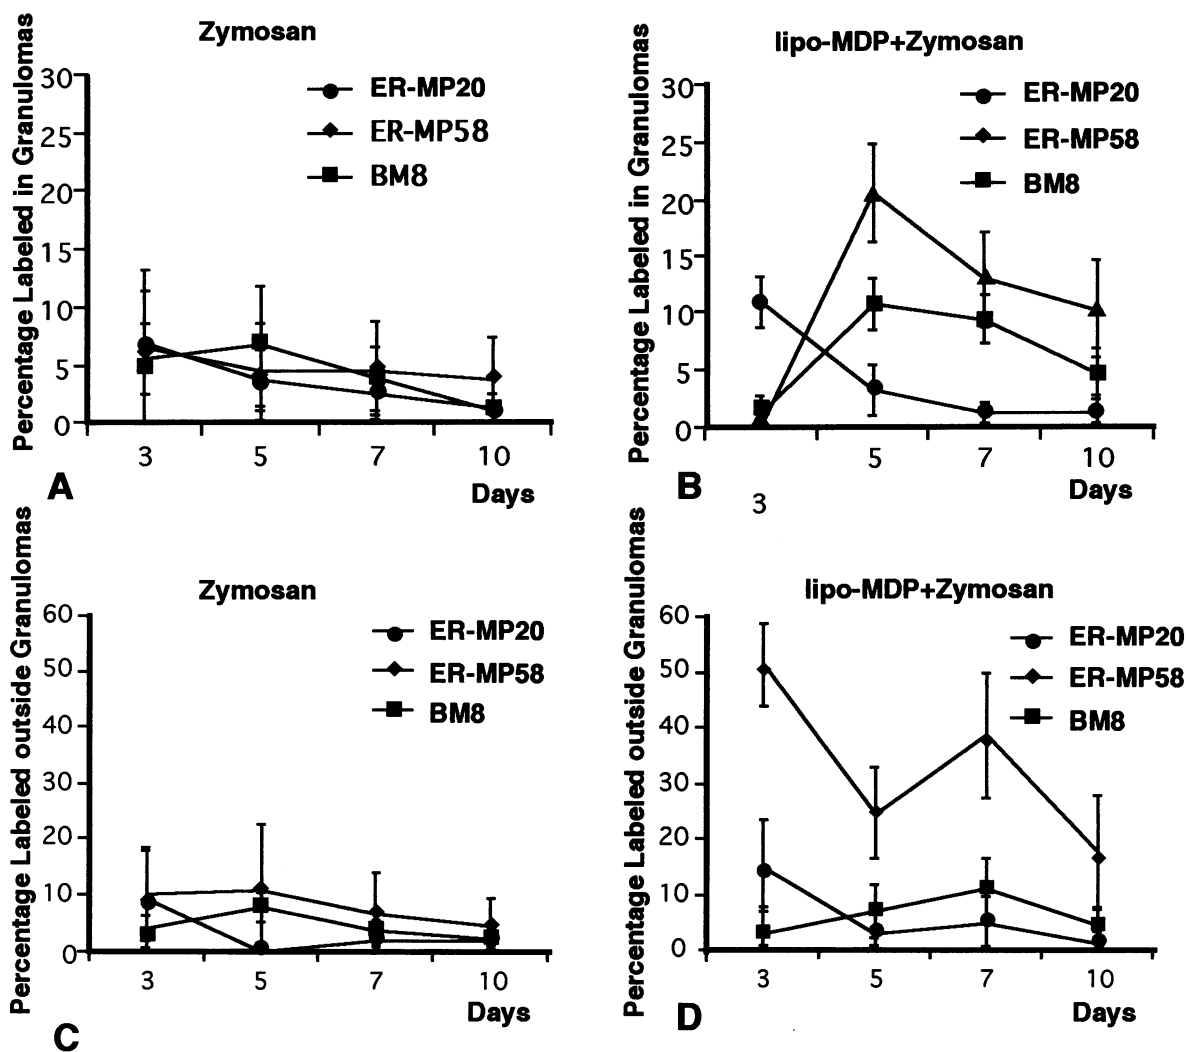 Zymosan
Percentage Labeled in Granulomas
30
25
20
15
10
5
0
ER-MP20
ER-MP58
BM8
3 5 7 10
Days
A
lipo-MDP+Zymosan
Percentage Labeled in Granulomas
30
25
20
15
10
5
0
ER-MP20
ER-MP58
BM8
5 7 10
3
Days
B
Zymosan
Percentage Labeled outside Granulomas
60
50
40
30
20
10
0
ER-MP20
ER-MP58
BM8
3 5 7 10
Days
C
lipo-MDP+Zymosan
Percentage Labeled outside Granulomas
60
50
40
30
20
10
0
ER-MP20
ER-MP58
BM8
3 5 7 10
Days
D